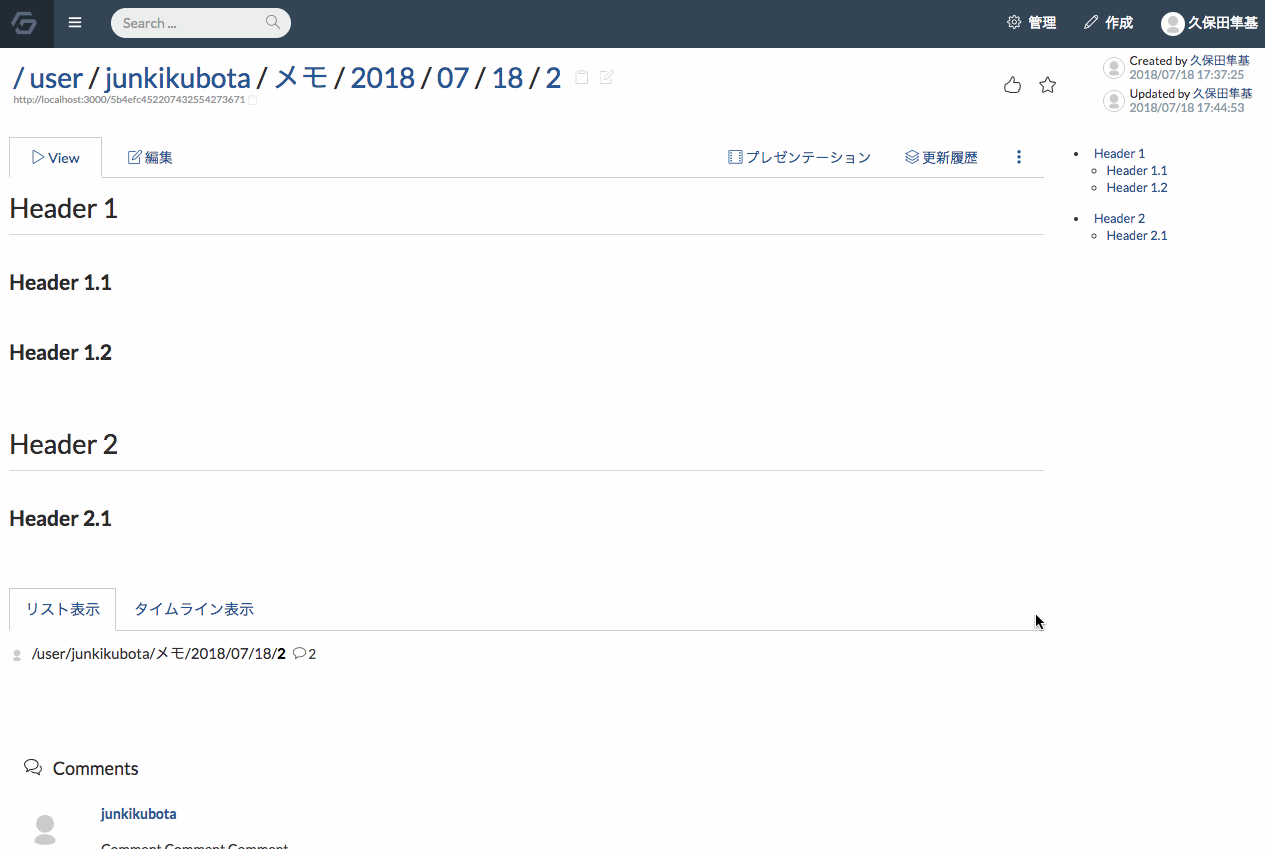 Search ...
管理
作成
久保田隼基
/ user / junkikubota / メモ / 2018 / 07 / 18 / 2
http://localhost:3000/5b4efc452207432554273671
Created by 久保田隼基
2018/07/18 17:37:25
Updated by 久保田隼基
2018/07/18 17:44:53
View
編集
プレゼンテーション
更新履歴
Header 1
Header 1.1
Header 1.2
Header 2
Header 2.1
Header 1
Header 1.1
Header 1.2
Header 2
Header 2.1
リスト表示
タイムライン表示
/user/junkikubota/メモ/2018/07/18/2 2
Comments
junkikubota
Comment Comment Comment